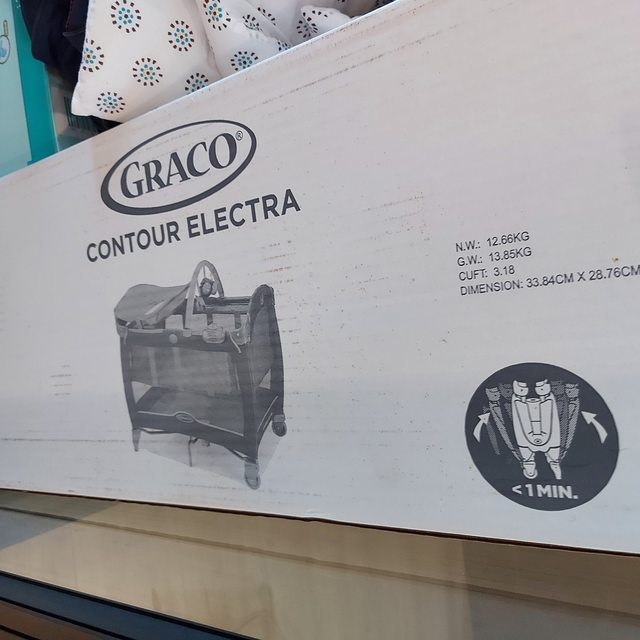 GRACO®
CONTOUR ELECTRA
N.W.: 12.66KG
G.W.: 13.85KG
CUFT: 3.18
DIMENSION: 33.84CM X 28.76CM
< 1 MIN.